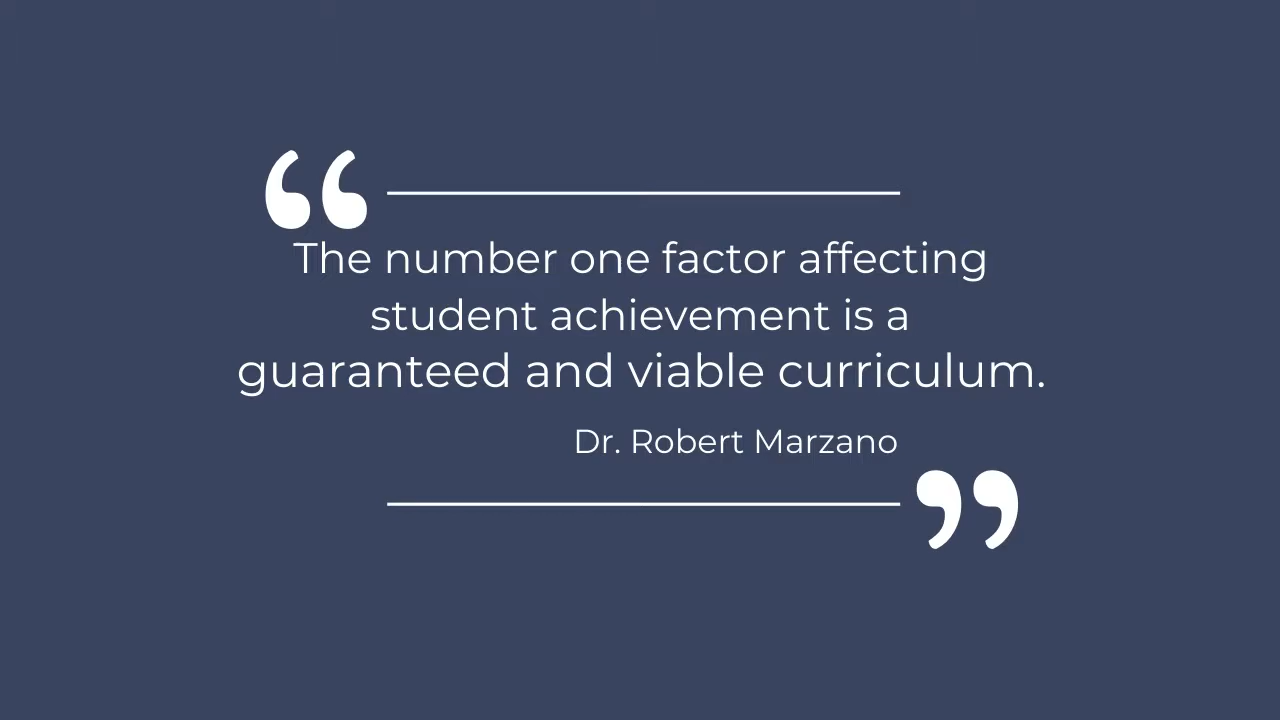 “
The number one factor affecting
student achievement is a
guaranteed and viable curriculum.
Dr. Robert Marzano
”